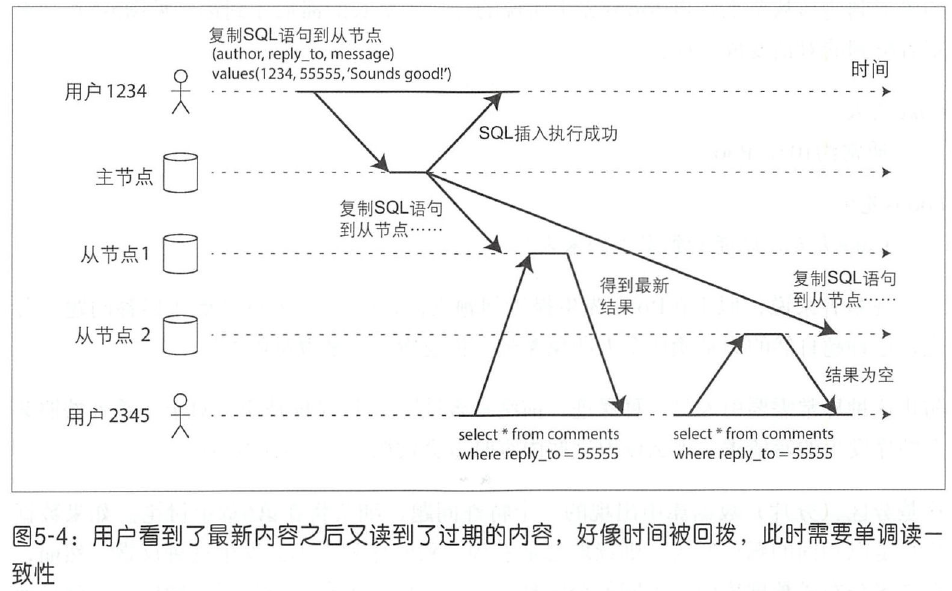 复制SQL语句到从节点
(author, reply_to, message)
values(1234, 55555, 'Sounds good!')
时间
用户1234
SQL插入执行成功
主节点
复制SQL语句
到从节点……
从节点1
得到最新
结果
复制SQL语句
到从节点……
从节点 2
结果为空
用户2345
select * from comments
where reply_to = 55555
select * from comments
where reply_to = 55555
图5-4：用户看到了最新内容之后又读到了过期的内容，好像时间被回拨，此时需要单调读一
致性